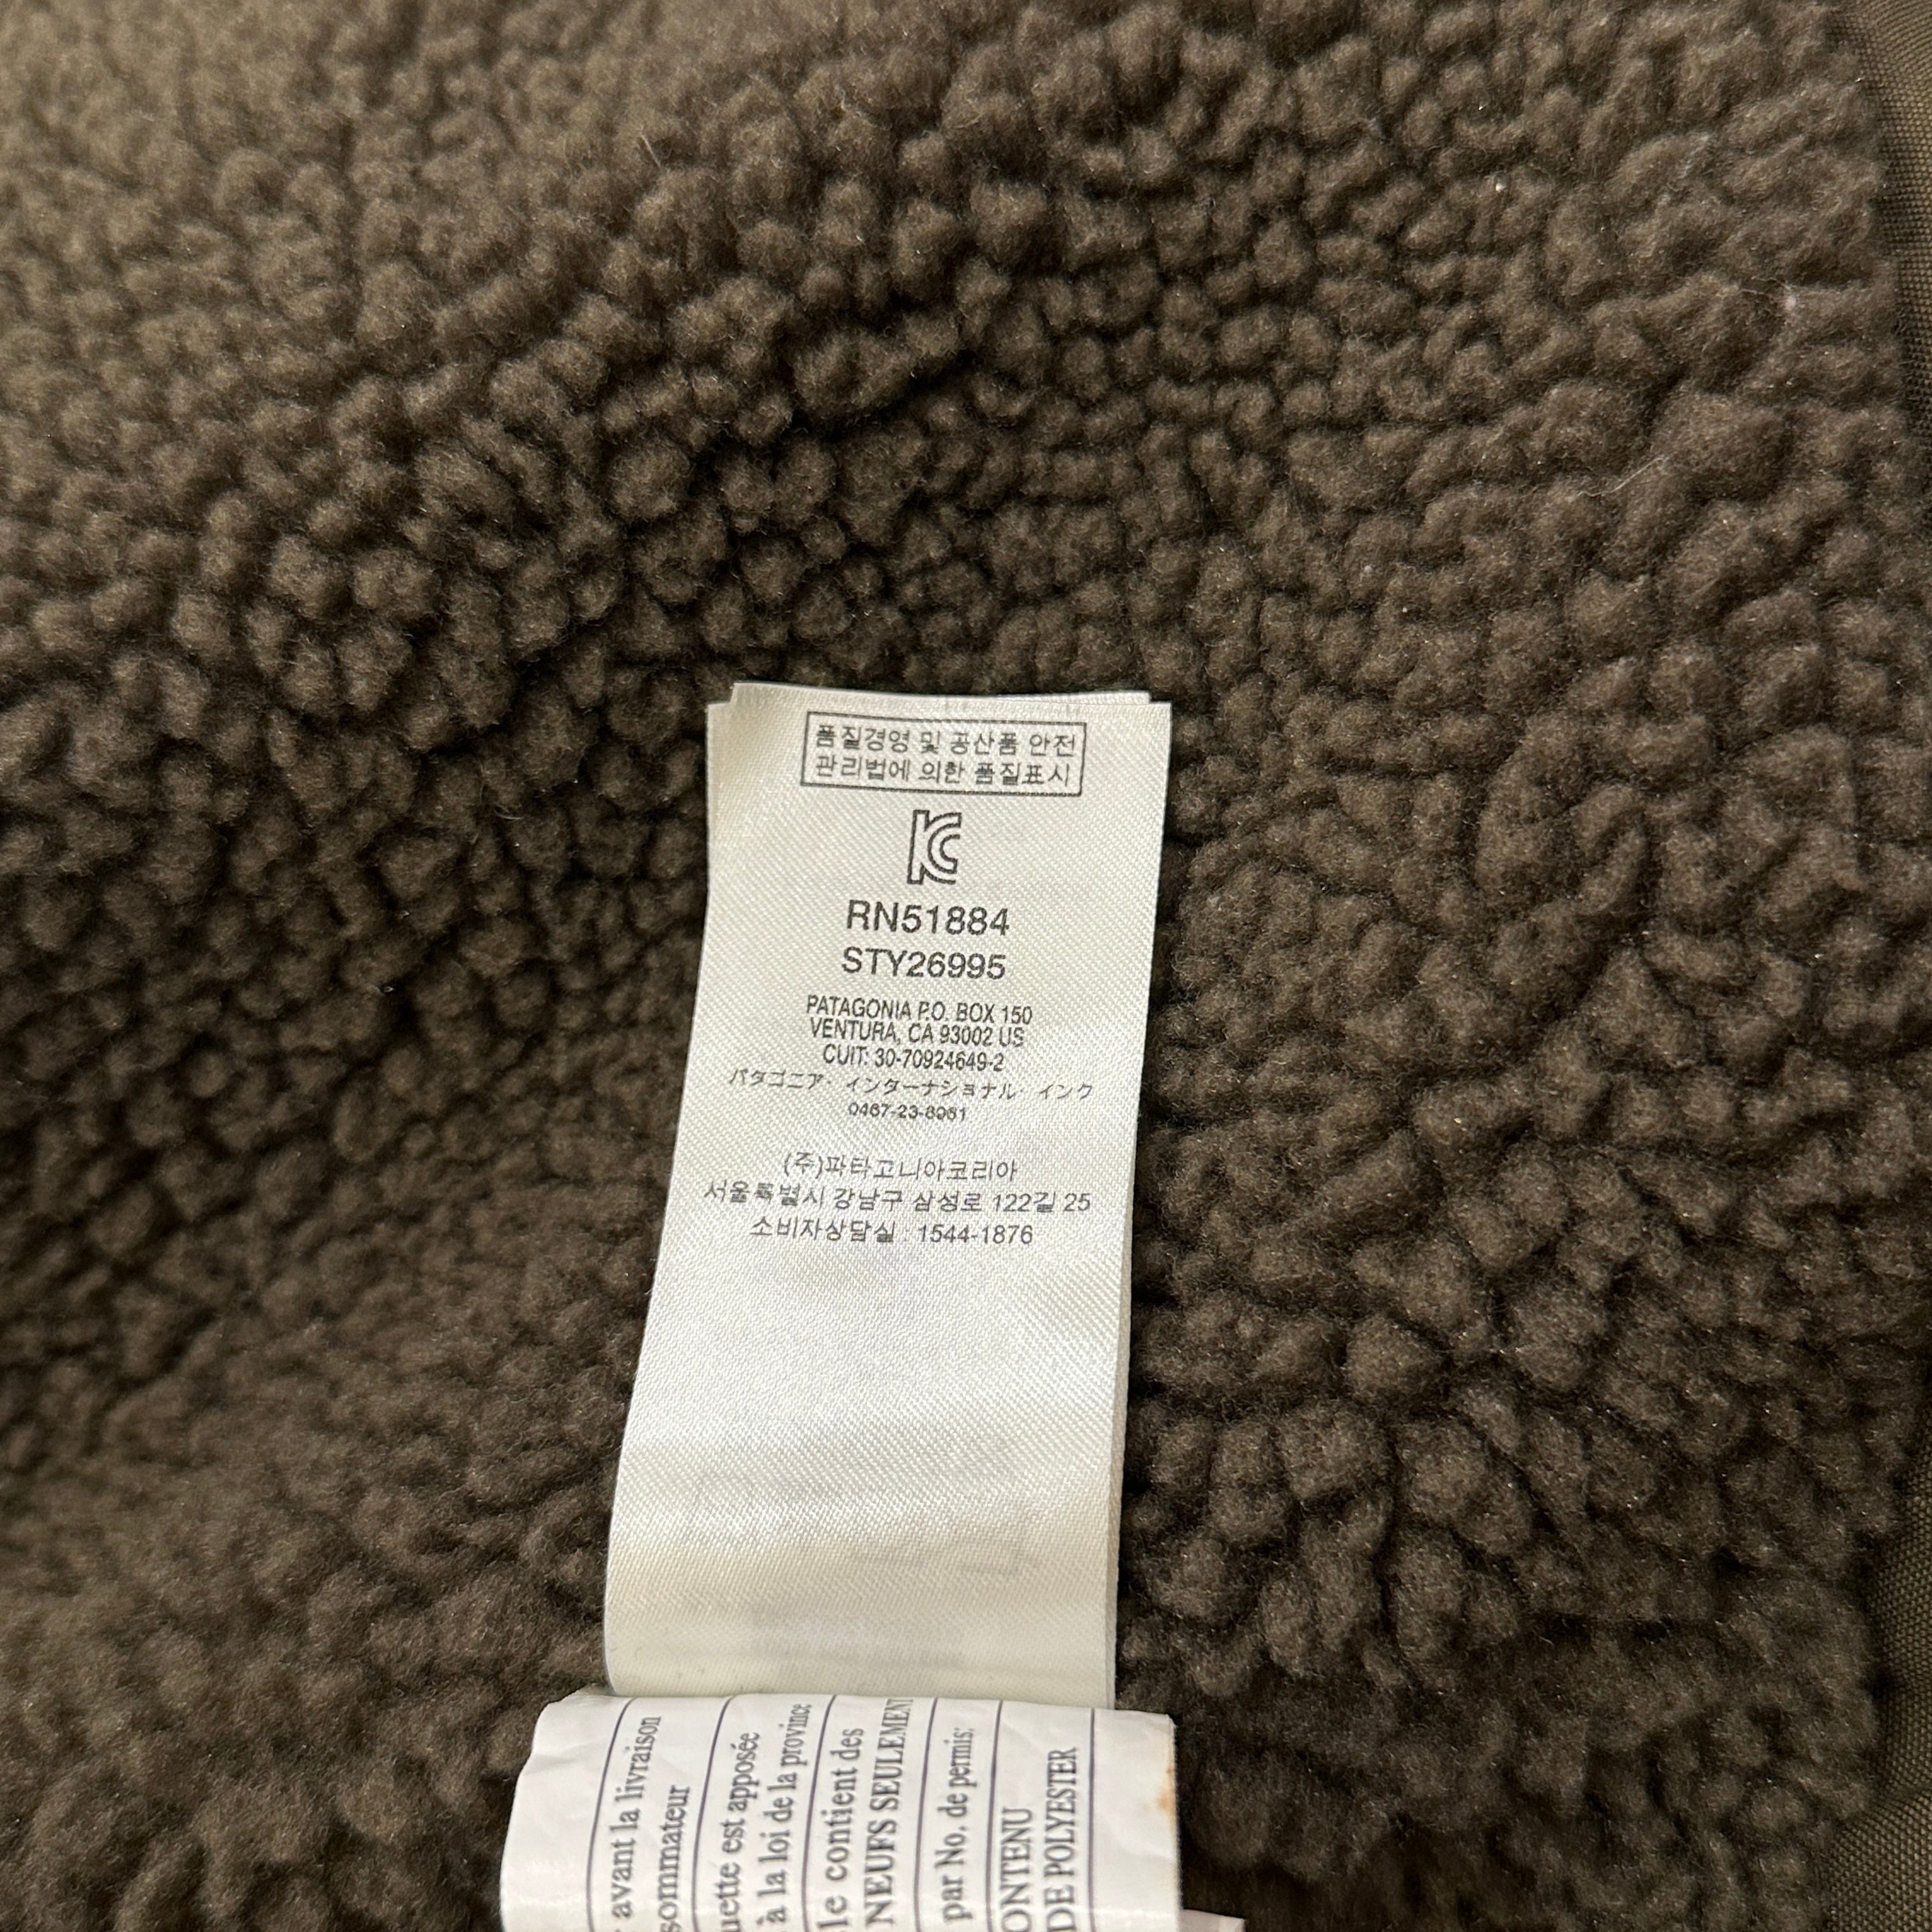 품질경영 및 공산품 안전
관리법에 의한 품질표시
KC
RN51884
STY26995
PATAGONIA P.O. BOX 150
VENTURA, CA 93002 US
CUIT: 30-70924649-2
パタゴニア・インターナショナル・インク
0467-23-8961
(주)파타고니아코리아
서울특별시 강남구 삼성로 122길 25
소비자상담실 : 1544-1876
avant la livraison
sommateur
uette est apposée
à la loi de la province
le contient des
NEUFS SEULEMENT
par No. de permis:
ONTENU
DE POLYESTER